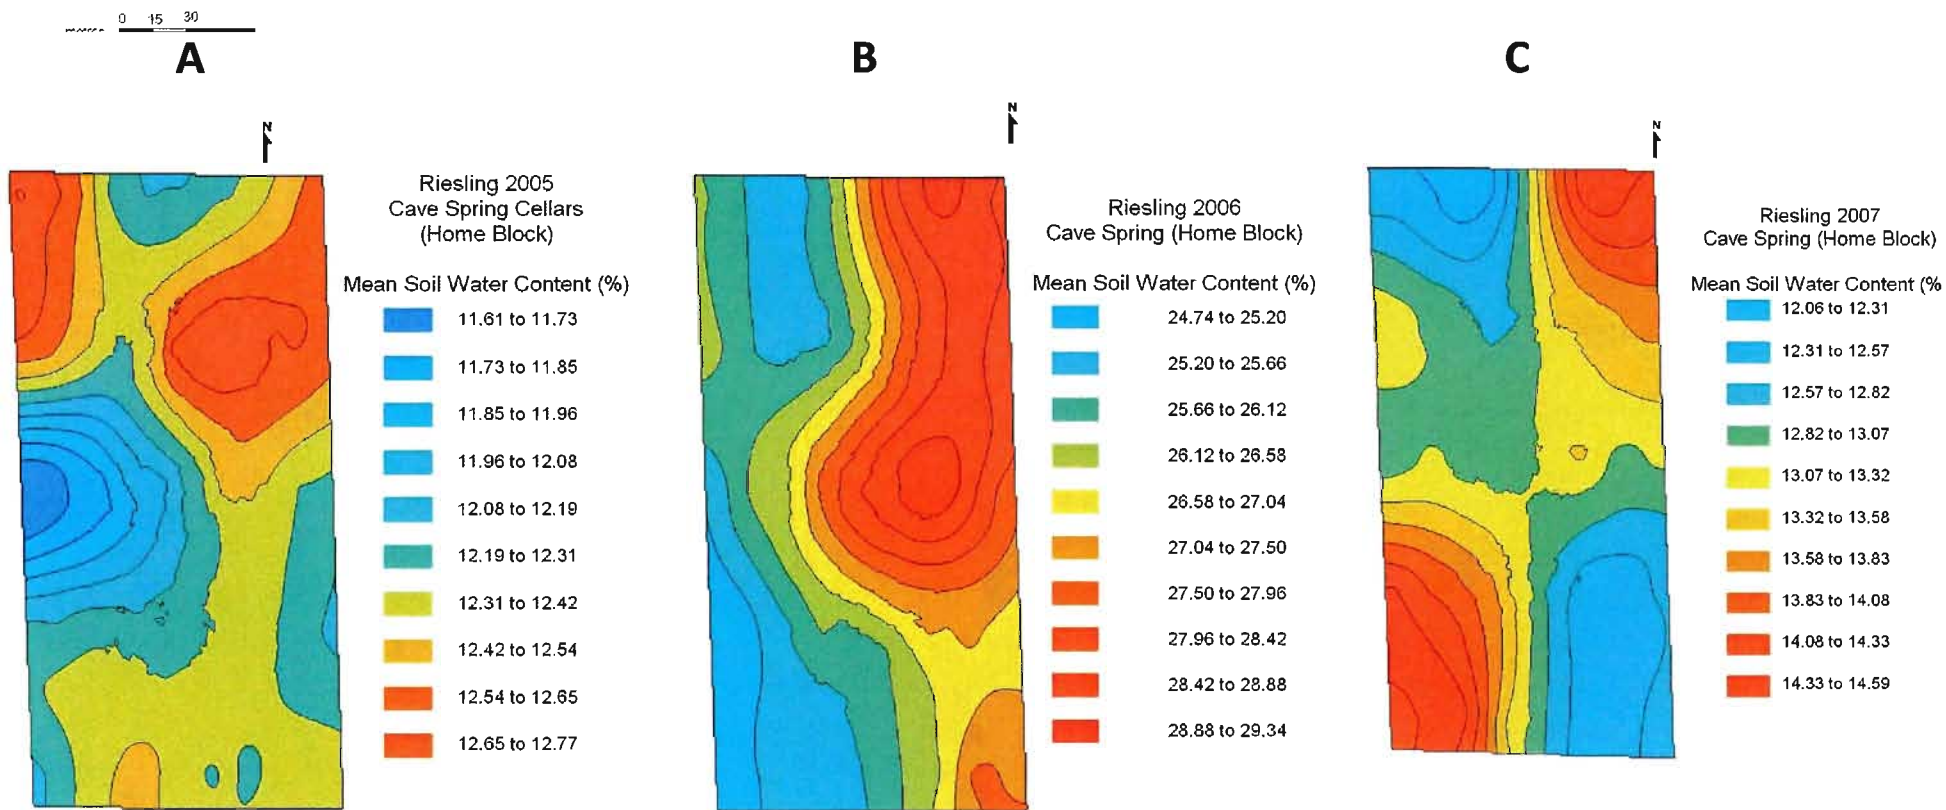 0 15 30
A
B
C
N
N
N
Riesling 2005
Cave Spring Cellars
(Home Block)
Mean Soil Water Content (%)
11.61 to 11.73
11.73 to 11.85
11.85 to 11.96
11.96 to 12.08
12.08 to 12.19
12.19 to 12.31
12.31 to 12.42
12.42 to 12.54
12.54 to 12.65
12.65 to 12.77
Riesling 2006
Cave Spring (Home Block)
Mean Soil Water Content (%)
24.74 to 25.20
25.20 to 25.66
25.66 to 26.12
26.12 to 26.58
26.58 to 27.04
27.04 to 27.50
27.50 to 27.96
27.96 to 28.42
28.42 to 28.88
28.88 to 29.34
Riesling 2007
Cave Spring (Home Block)
Mean Soil Water Content (%
12.06 to 12.31
12.31 to 12.57
12.57 to 12.82
12.82 to 13.07
13.07 to 13.32
13.32 to 13.58
13.58 to 13.83
13.83 to 14.08
14.08 to 14.33
14.33 to 14.59